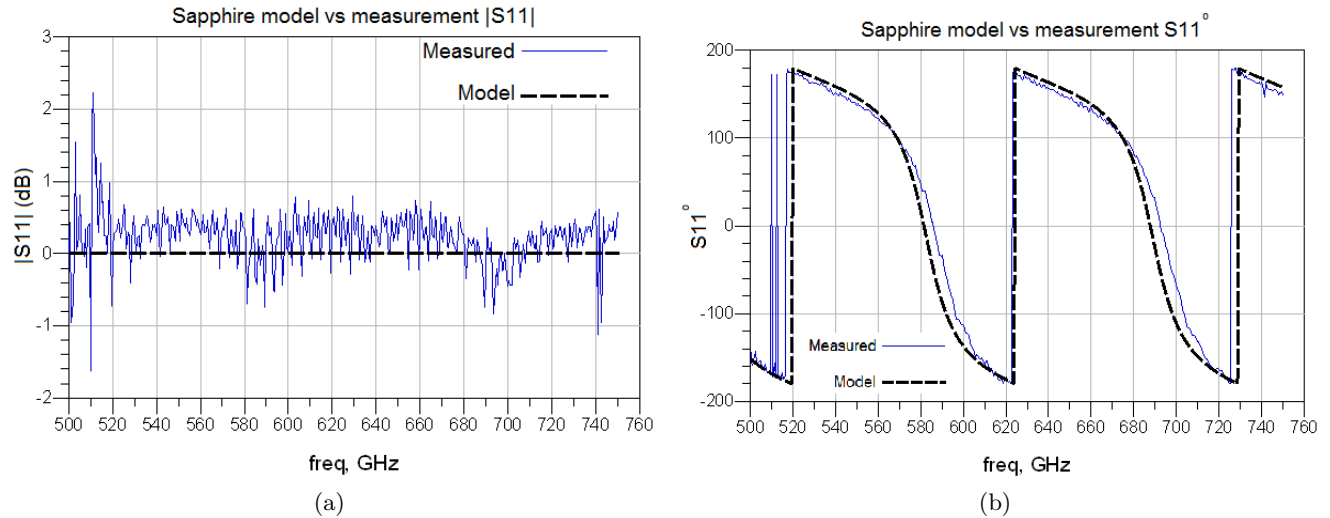 Sapphire model vs measurement |S11|
3
2
1
0
-1
-2
|S11| (dB)
Measured
Model
500 520 540 560 580 600 620 640 660 680 700 720 740 760
freq, GHz
(a)
Sapphire model vs measurement S11°
200
100
0
-100
-200
S11°
Measured
Model
500 520 540 560 580 600 620 640 660 680 700 720 740 760
freq, GHz
(b)